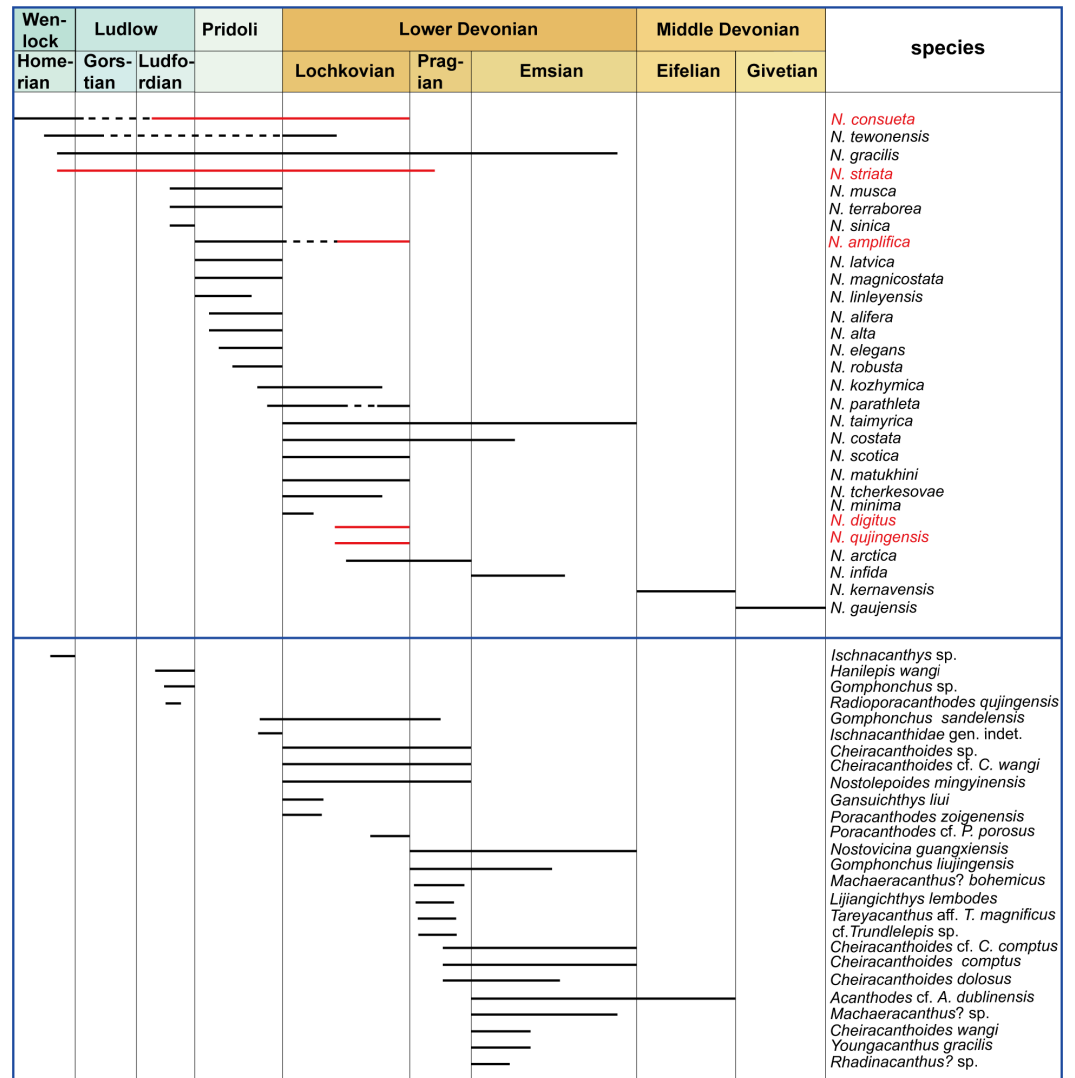 Wen-
lock
Ludlow
Pridoli
Lower Devonian
Middle Devonian
species
Home-
rian
Gors-
tian
Ludfo-
rdian
Lochkovian
Prag-
ian
Emsian
Eifelian
Givetian
N. consueta
N. tewonensis
N. gracilis
N. striata
N. musca
N. terraborea
N. sinica
N. amplifica
N. latvica
N. magnicostata
N. linleyensis
N. alifera
N. alta
N. elegans
N. robusta
N. kozhymica
N. parathleta
N. taimyrica
N. costata
N. scotica
N. matukhini
N. tcherkesovae
N. minima
N. digitus
N. qujingensis
N. arctica
N. infida
N. kernavensis
N. gaujensis
Ischnacanthys sp.
Hanilepis wangi
Gomphonchus sp.
Radioporacanthodes qujingensis
Gomphonchus sandelensis
Ischnacanthidae gen. indet.
Cheiracanthoides sp.
Cheiracanthoides cf. C. wangi
Nostolepoides mingyinensis
Gansuichthys liui
Poracanthodes zoigenensis
Poracanthodes cf. P. porosus
Nostovicina guangxiensis
Gomphonchus liujingensis
Machaeracanthus? bohemicus
Lijiangichthys lembodes
Tareyacanthus aff. T. magnificus
cf.Trundlelepis sp.
Cheiracanthoides cf. C. comptus
Cheiracanthoides comptus
Cheiracanthoides dolosus
Acanthodes cf. A. dublinensis
Machaeracanthus? sp.
Cheiracanthoides wangi
Youngacanthus gracilis
Rhadinacanthus? sp.